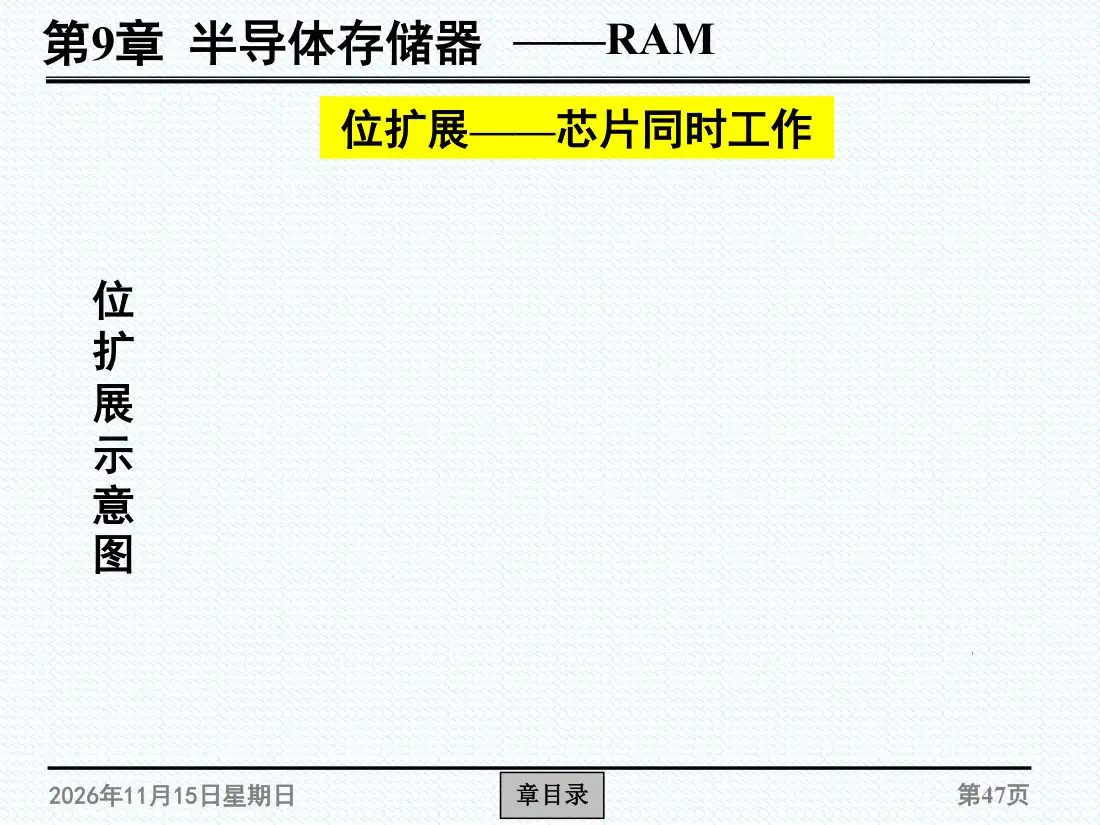 第9章 半导体存储器 ——RAM
位扩展——芯片同时工作
位
扩
展
示
意
图
2026年11月15日星期日
章目录
第47页